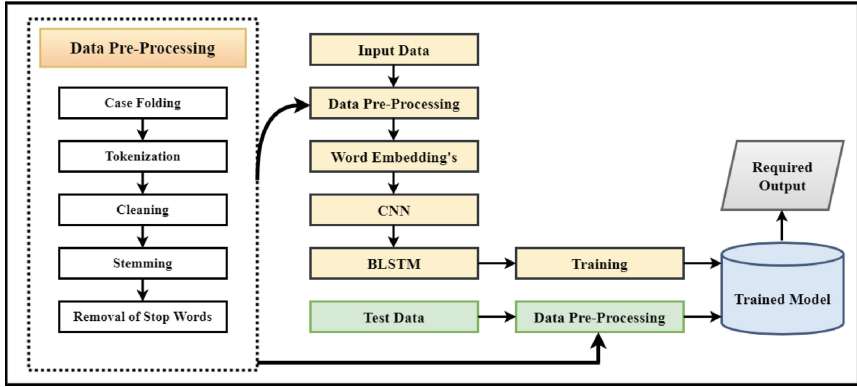 Data Pre-Processing
Case Folding
Tokenization
Cleaning
Stemming
Removal of Stop Words
Input Data
Data Pre-Processing
Word Embedding's
CNN
BLSTM
Training
Test Data
Data Pre-Processing
Trained Model
Required
Output